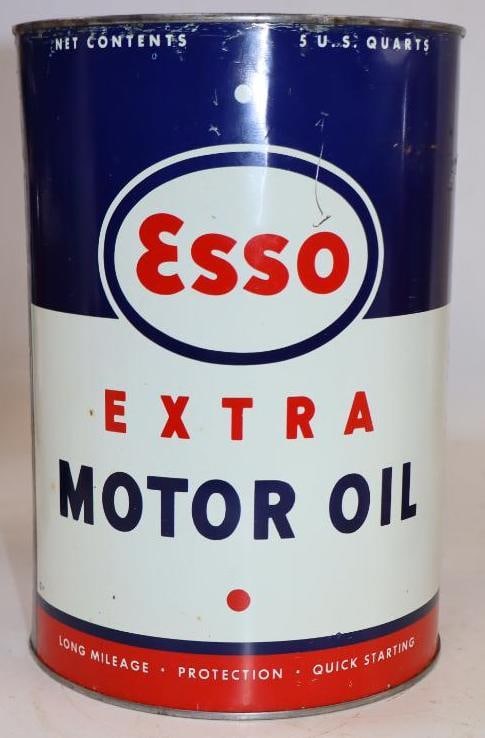 NET CONTENTS 5 U.S. QUARTS
Esso
EXTRA
MOTOR OIL
LONG MILEAGE • PROTECTION • QUICK STARTING